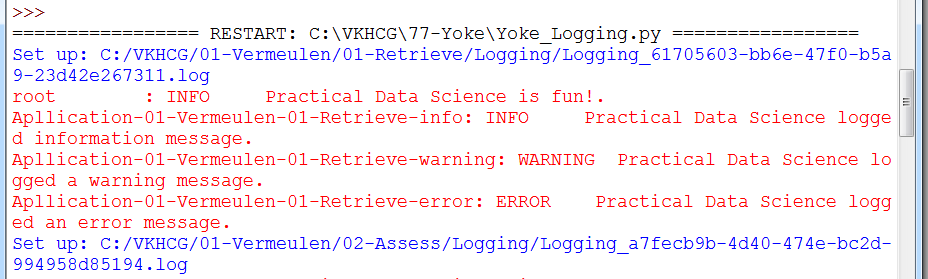 >>>
================= RESTART: C:\VKHCG\77-Yoke\Yoke_Logging.py =================
Set up: C:/VKHCG/01-Vermeulen/01-Retrieve/Logging/Logging_61705603-bb6e-47f0-b5a
9-23d42e267311.log
root        : INFO     Practical Data Science is fun!.
Apllication-01-Vermeulen-01-Retrieve-info: INFO     Practical Data Science logge
d information message.
Apllication-01-Vermeulen-01-Retrieve-warning: WARNING  Practical Data Science lo
gged a warning message.
Apllication-01-Vermeulen-01-Retrieve-error: ERROR    Practical Data Science logg
ed an error message.
Set up: C:/VKHCG/01-Vermeulen/02-Assess/Logging/Logging_a7fecb9b-4d40-474e-bc2d-
994958d85194.log